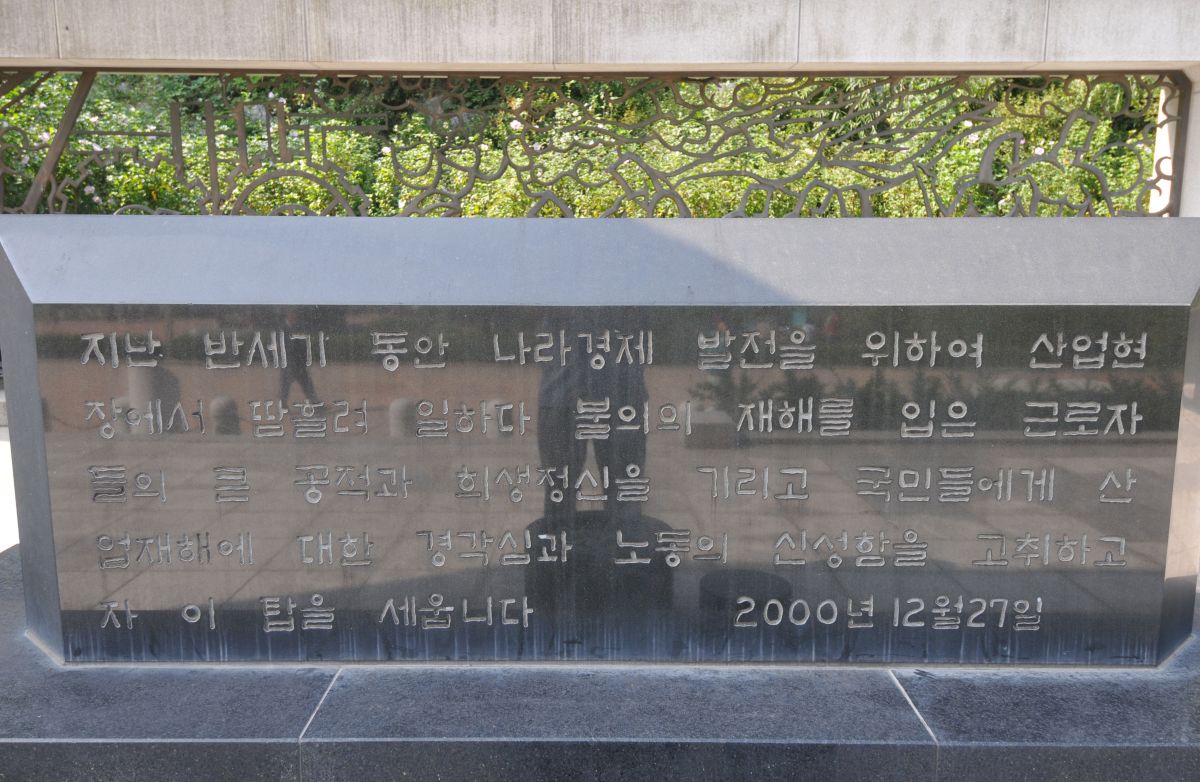 지난 반세기 동안 나라경제 발전을 위하여 산업현
장에서 땀흘려 일하다 불의의 재해를 입은 근로자
들의 큰 공적과 희생정신을 기리고 국민들에게 산
업재해에 대한 경각심과 노동의 신성함을 고취하고
자 이 탑을 세웁니다 2000년 12월27일